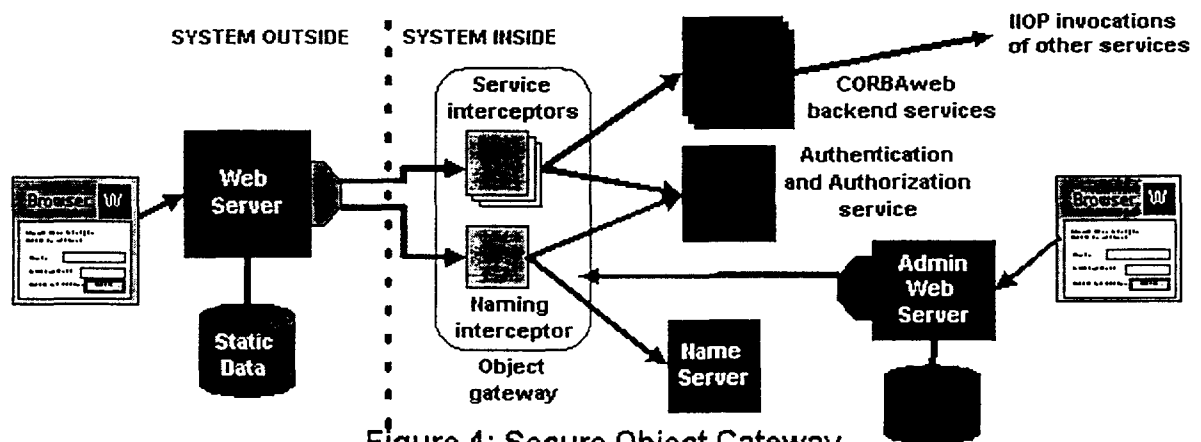 SYSTEM OUTSIDE
SYSTEM INSIDE
IIOP invocations
of other services
Service
interceptors
CORBAweb
backend services
Web
Server
Browser W
Authentication
and Authorization
service
Browser W
Naming
interceptor
Admin
Web
Server
Static
Data
Object
gateway
Name
Server
Figure 4: Secure Object Gateway